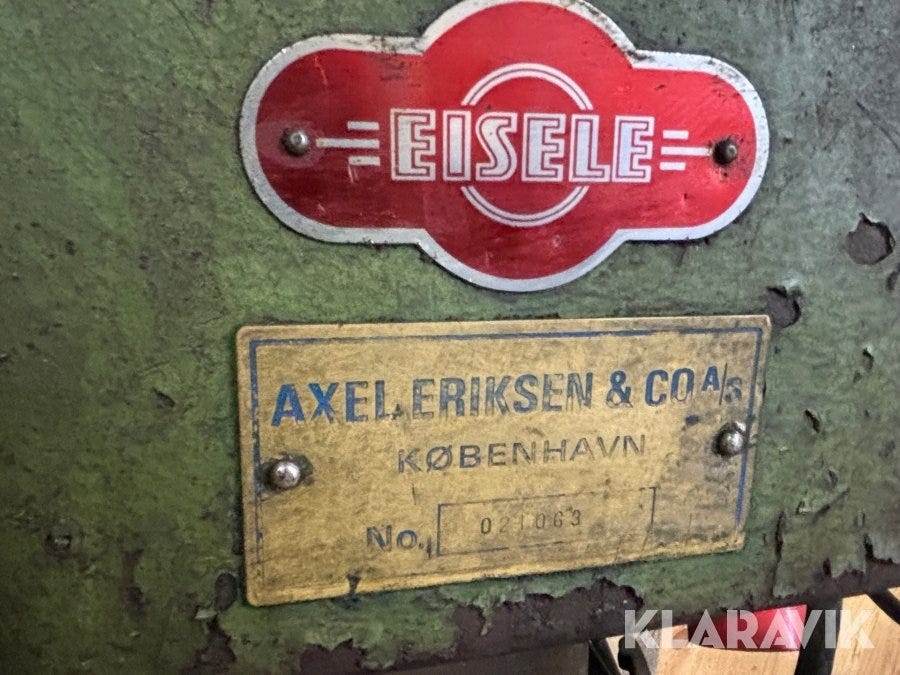 EISELE
AXEL ERIKSEN & CO A/S
KØBENHAVN
No. 021063
KLARAVIK